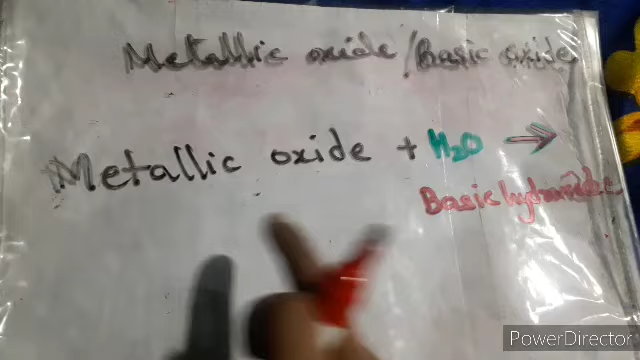 Metallic oxide/Basic oxide
Metallic oxide + H2O →
Basic hydroxide
PowerDirector